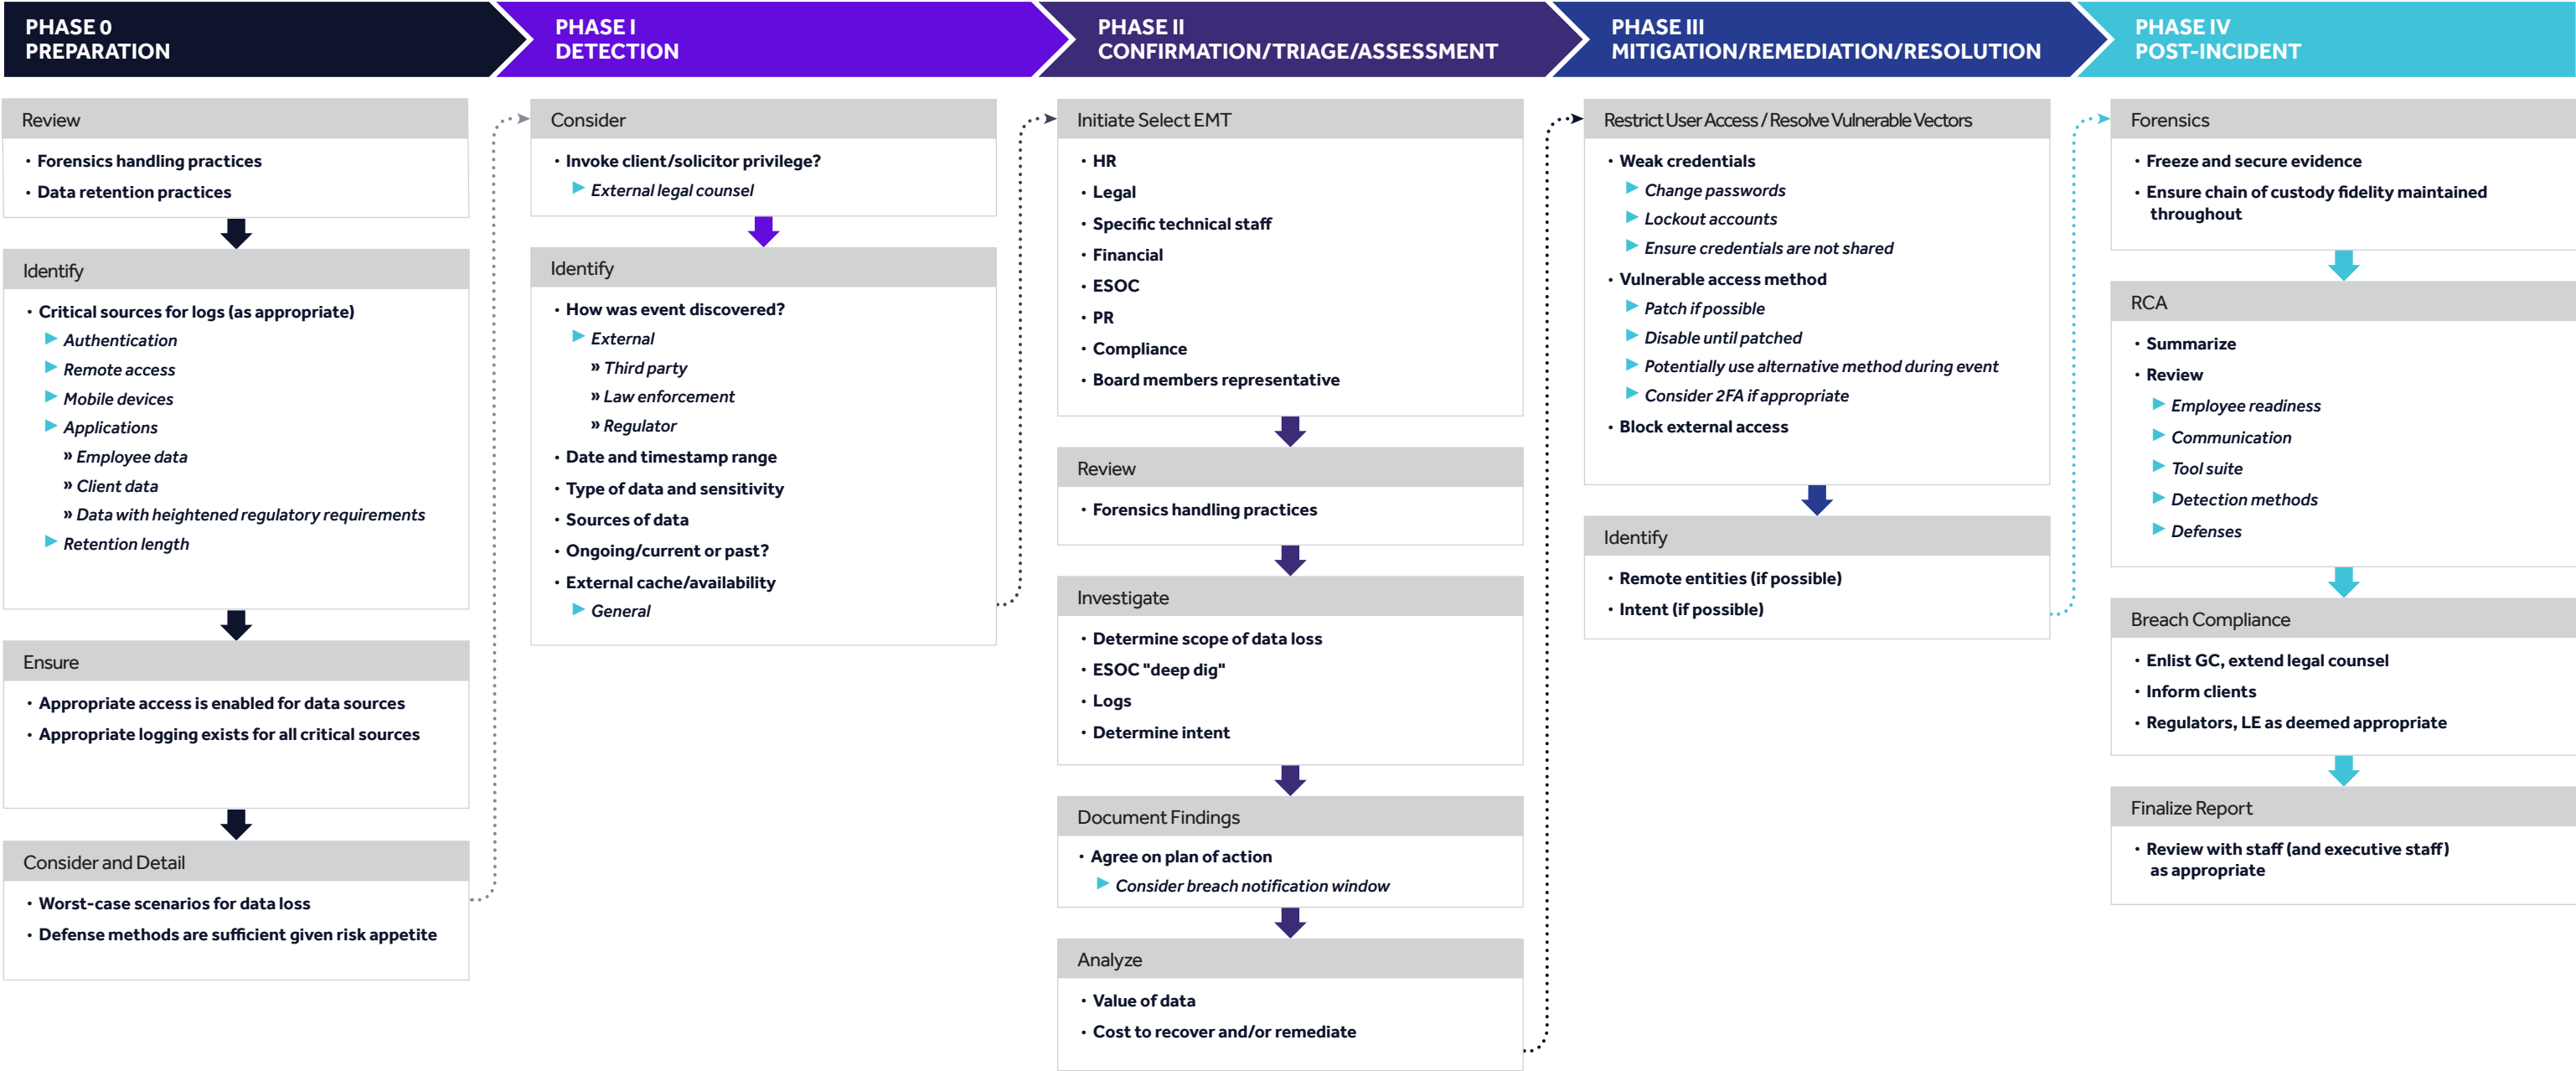 PHASE 0
PREPARATION
Review
• Forensics handling practices
• Data retention practices
Identify
• Critical sources for logs (as appropriate)
Authentication
Remote access
Mobile devices
Applications
» Employee data
» Client data
» Data with heightened regulatory requirements
Retention length
Ensure
• Appropriate access is enabled for data sources
• Appropriate logging exists for all critical sources
Consider and Detail
• Worst-case scenarios for data loss
• Defense methods are sufficient given risk appetite
PHASE I
DETECTION
Consider
• Invoke client/solicitor privilege?
External legal counsel
Identify
• How was event discovered?
External
» Third party
» Law enforcement
» Regulator
• Date and timestamp range
• Type of data and sensitivity
• Sources of data
• Ongoing/current or past?
• External cache/availability
General
PHASE II
CONFIRMATION/TRIAGE/ASSESSMENT
Initiate Select EMT
• HR
• Legal
• Specific technical staff
• Financial
• ESOC
• PR
• Compliance
• Board members representative
Review
• Forensics handling practices
Investigate
• Determine scope of data loss
• ESOC "deep dig"
• Logs
• Determine intent
Document Findings
• Agree on plan of action
Consider breach notification window
Analyze
• Value of data
• Cost to recover and/or remediate
PHASE III
MITIGATION/REMEDIATION/RESOLUTION
Restrict User Access / Resolve Vulnerable Vectors
• Weak credentials
Change passwords
Lockout accounts
Ensure credentials are not shared
• Vulnerable access method
Patch if possible
Disable until patched
Potentially use alternative method during event
Consider 2FA if appropriate
• Block external access
Identify
• Remote entities (if possible)
• Intent (if possible)
PHASE IV
POST-INCIDENT
Forensics
• Freeze and secure evidence
• Ensure chain of custody fidelity maintained
throughout
RCA
• Summarize
• Review
Employee readiness
Communication
Tool suite
Detection methods
Defenses
Breach Compliance
• Enlist GC, extend legal counsel
• Inform clients
• Regulators, LE as deemed appropriate
Finalize Report
• Review with staff (and executive staff)
as appropriate